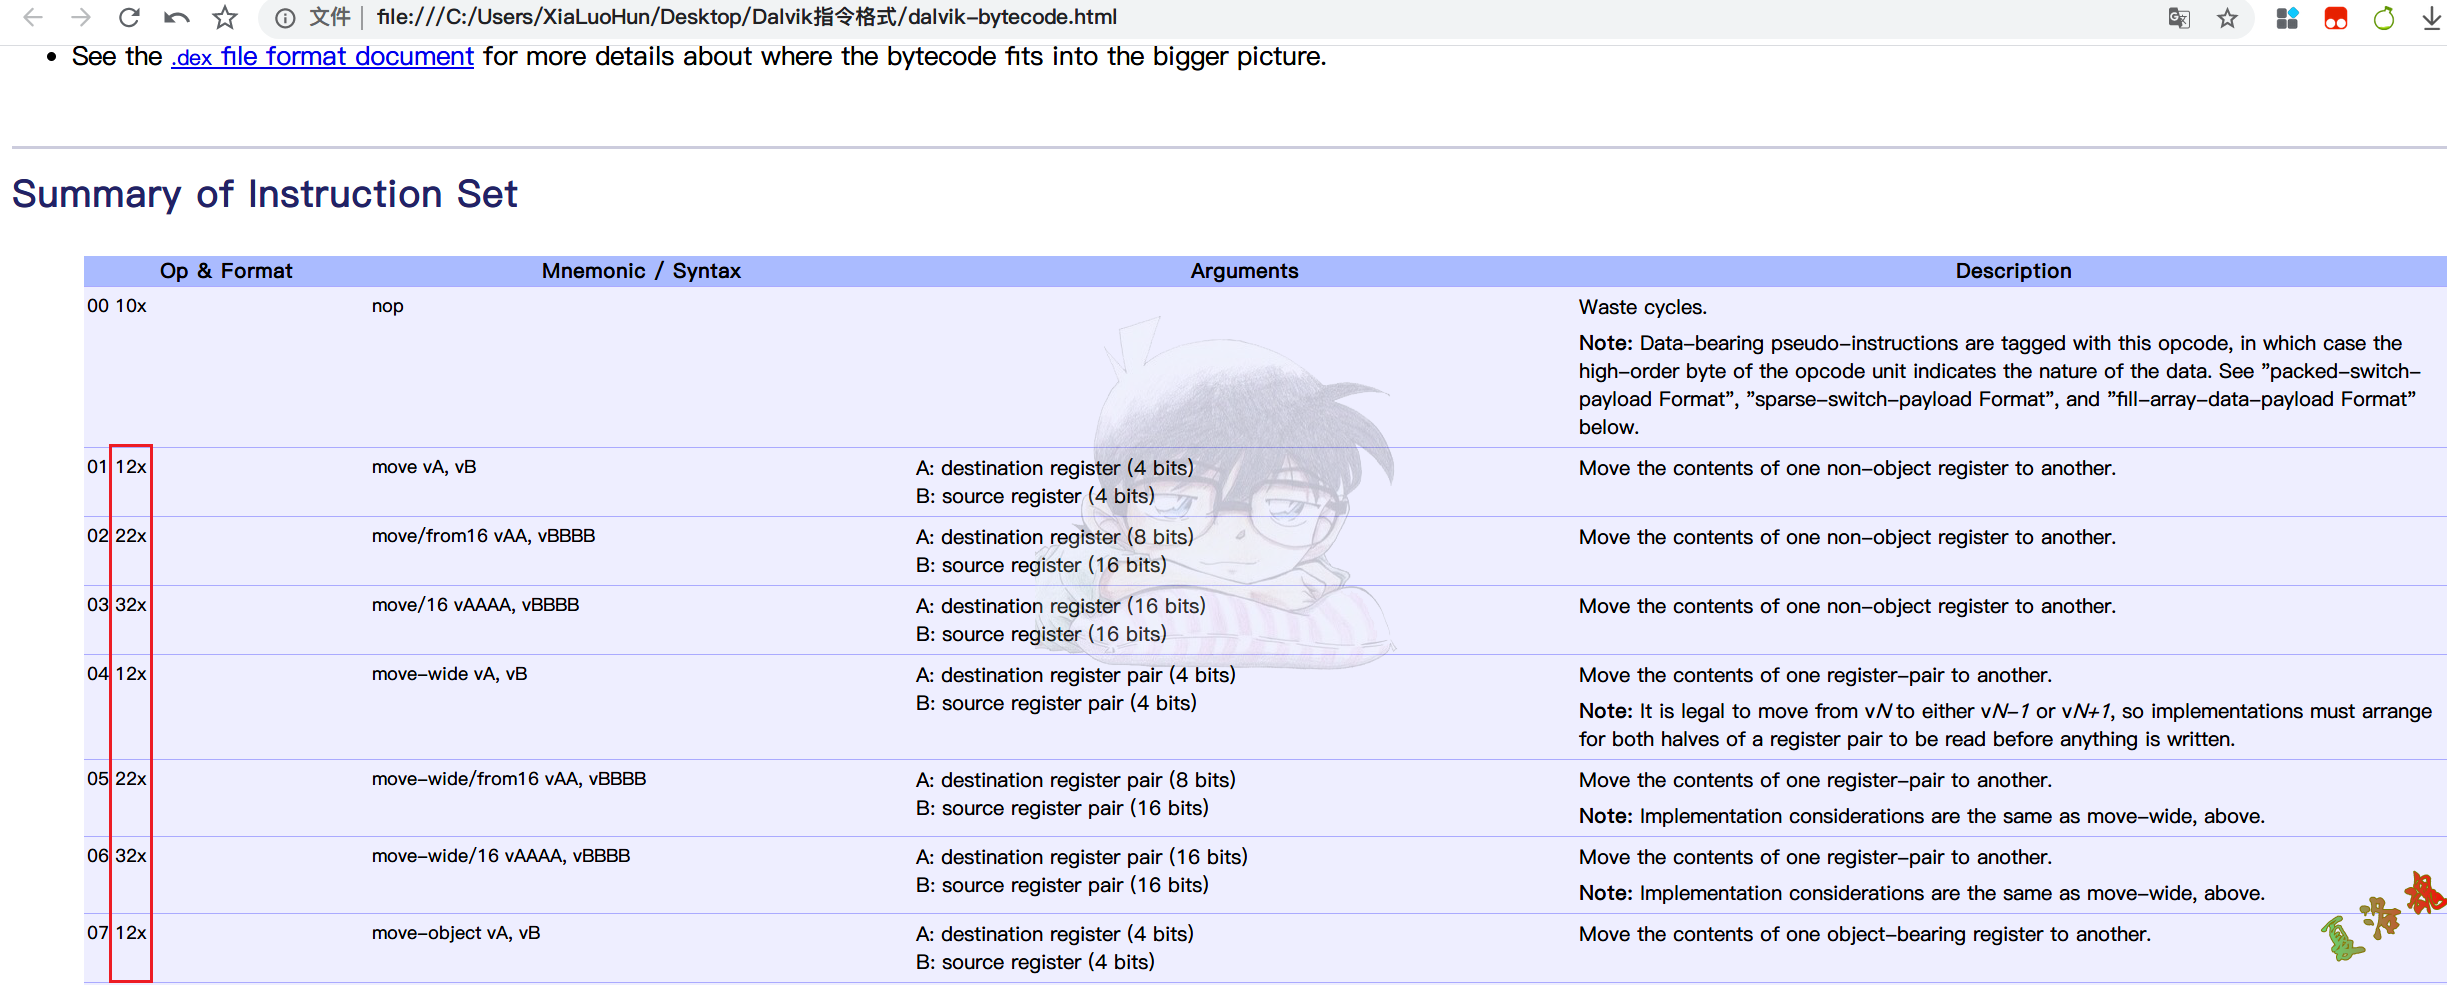 文件 | file:///C:/Users/XiaLuoHun/Desktop/Dalvik指令格式/dalvik-bytecode.html
• See the .dex file format document for more details about where the bytecode fits into the bigger picture.
Summary of Instruction Set
Op & Format Mnemonic / Syntax Arguments Description
00 10x nop Waste cycles.
Note: Data-bearing pseudo-instructions are tagged with this opcode, in which case the
high-order byte of the opcode unit indicates the nature of the data. See "packed-switch-
payload Format", "sparse-switch-payload Format", and "fill-array-data-payload Format"
below.
01 12x move vA, vB A: destination register (4 bits) Move the contents of one non-object register to another.
B: source register (4 bits)
02 22x move/from16 vAA, vBBBB A: destination register (8 bits) Move the contents of one non-object register to another.
B: source register (16 bits)
03 32x move/16 vAAAA, vBBBB A: destination register (16 bits) Move the contents of one non-object register to another.
B: source register (16 bits)
04 12x move-wide vA, vB A: destination register pair (4 bits) Move the contents of one register-pair to another.
B: source register pair (4 bits)
Note: It is legal to move from vN to either vN-1 or vN+1, so implementations must arrange
for both halves of a register pair to be read before anything is written.
05 22x move-wide/from16 vAA, vBBBB A: destination register pair (8 bits) Move the contents of one register-pair to another.
B: source register pair (16 bits)
Note: Implementation considerations are the same as move-wide, above.
06 32x move-wide/16 vAAAA, vBBBB A: destination register pair (16 bits) Move the contents of one register-pair to another.
B: source register pair (16 bits)
Note: Implementation considerations are the same as move-wide, above.
07 12x move-object vA, vB A: destination register (4 bits) Move the contents of one object-bearing register to another.
B: source register (4 bits)
夏洛魂